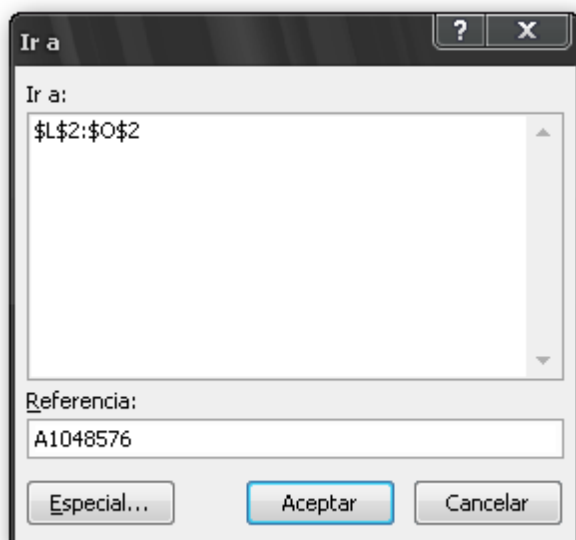 Ir a
? X
Ir a:
$L$2:$O$2
Referencia:
A1048576
Especial...
Aceptar
Cancelar